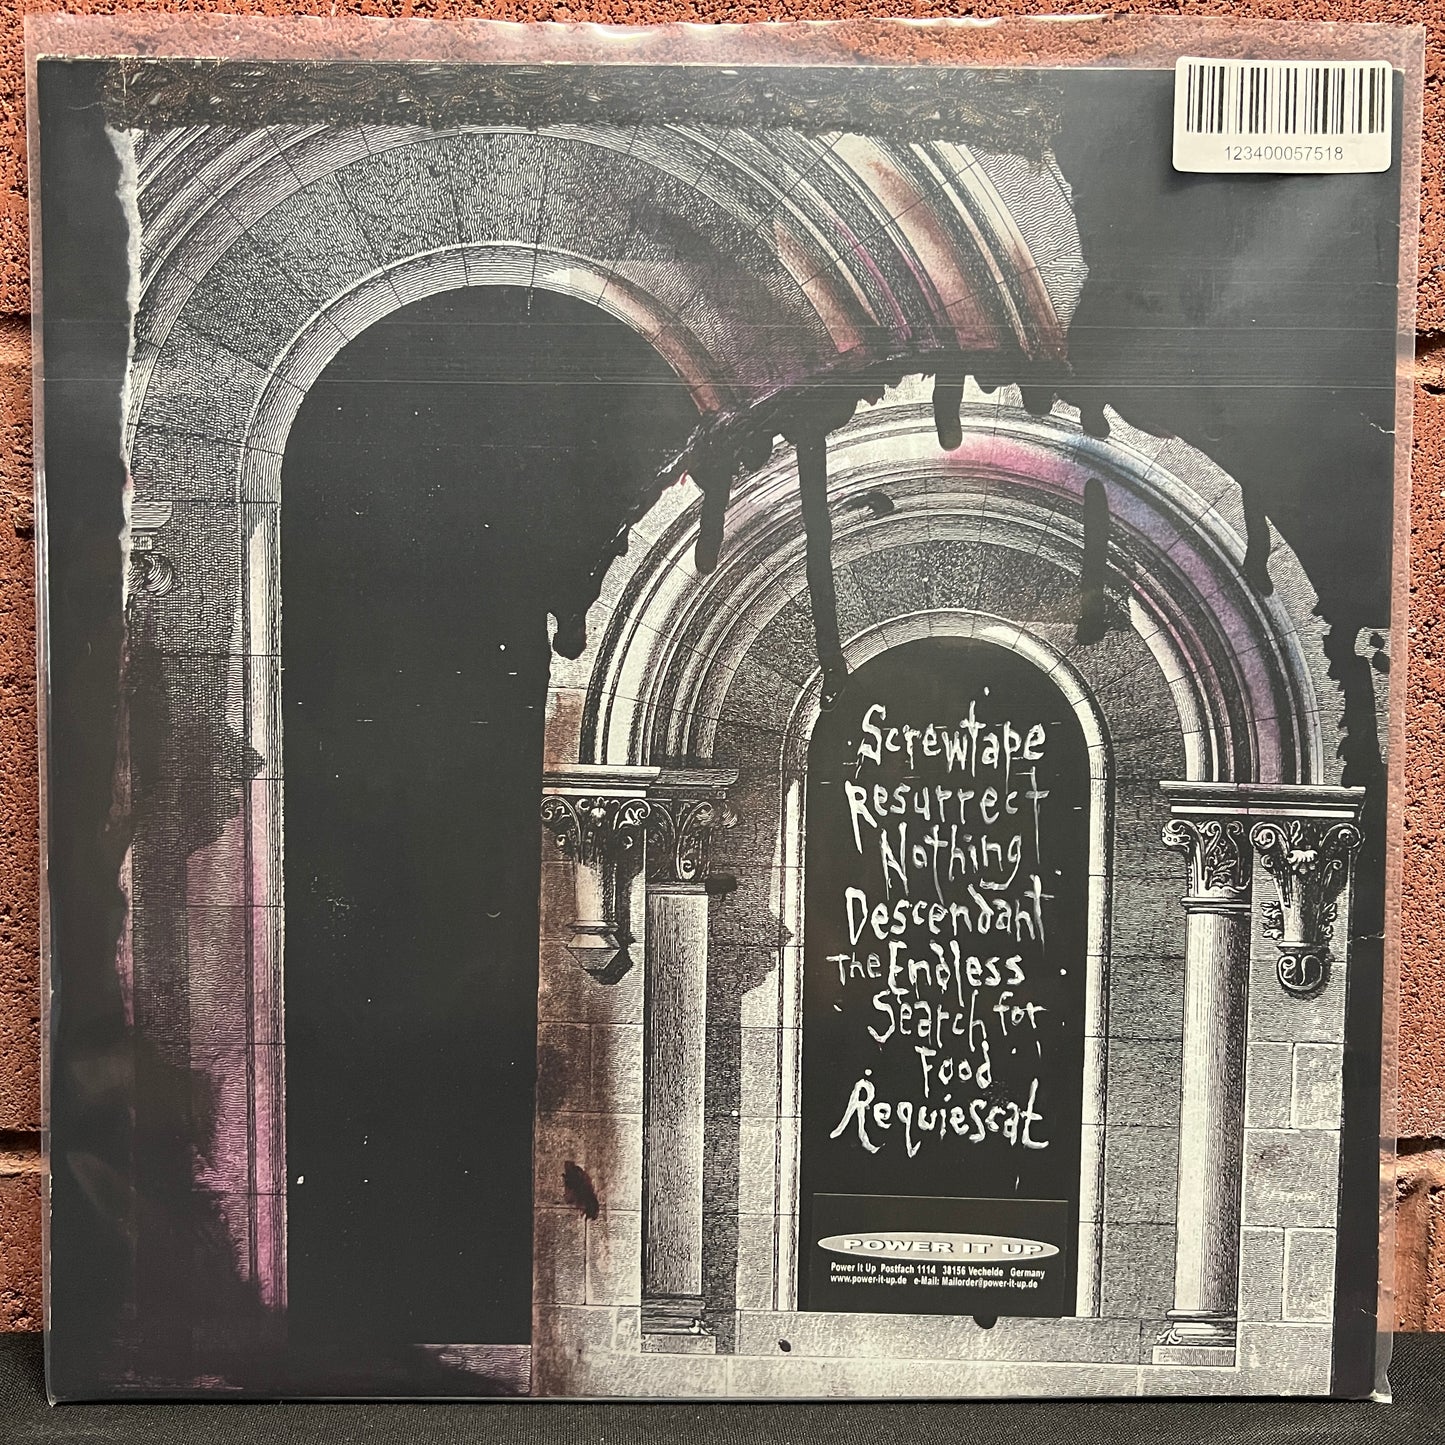 123400057518
Screwtape
Resurrect
Nothing
Descendant
The Endless
Search for
Food
Requiescat
POWER IT UP
Power It Up Postfach 1114 38156 Vechelde Germany
www.power-it-up.de e-Mail: Mailorder@power-it-up.de